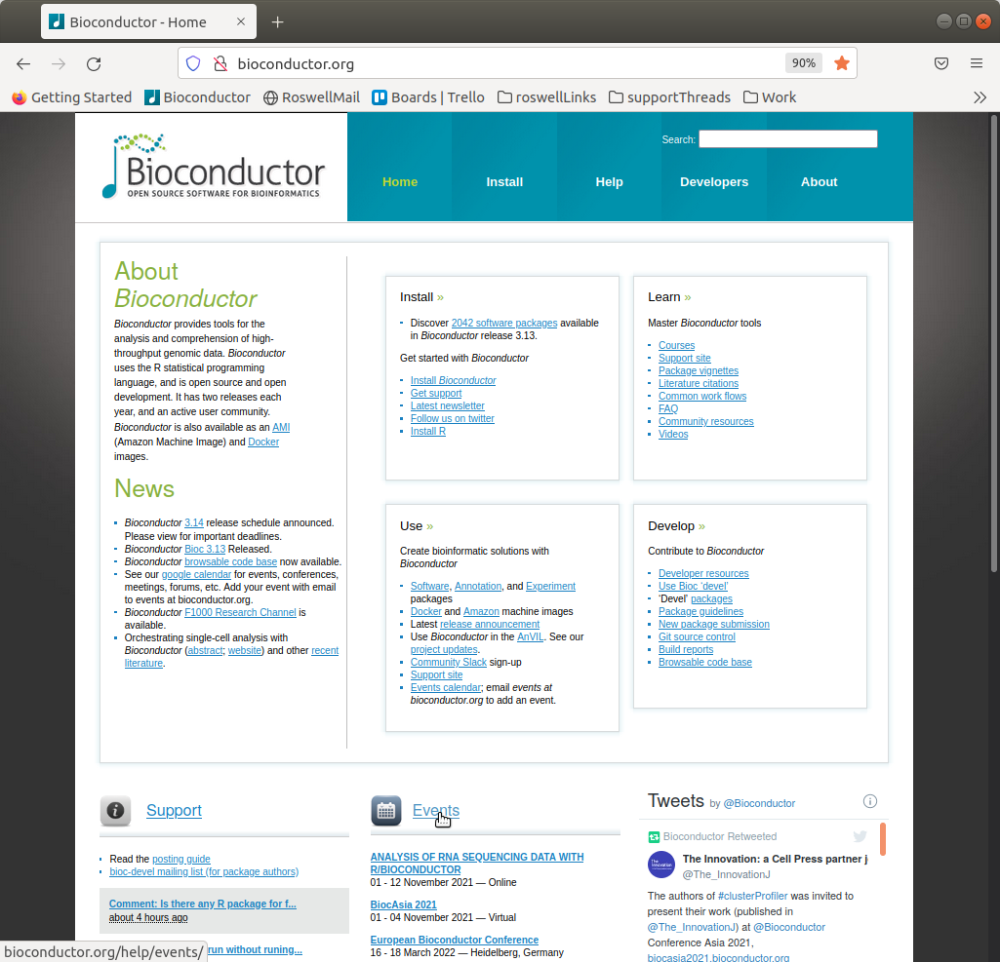 Bioconductor - Home
bioconductor.org
90%
Getting Started
Bioconductor
RoswellMail
Boards | Trello
roswellLinks
supportThreads
Work
Bioconductor
OPEN SOURCE SOFTWARE FOR BIOINFORMATICS
Search:
Home
Install
Help
Developers
About
About
Bioconductor
Bioconductor provides tools for the
analysis and comprehension of high-
throughput genomic data. Bioconductor
uses the R statistical programming
language, and is open source and open
development. It has two releases each
year, and an active user community.
Bioconductor is also available as an AMI
(Amazon Machine Image) and Docker
images.
News
Bioconductor 3.14 release schedule announced.
Please view for important deadlines.
Bioconductor Bioc 3.13 Released.
Bioconductor browsable code base now available.
See our google calendar for events, conferences,
meetings, forums, etc. Add your event with email
to events at bioconductor.org.
Bioconductor F1000 Research Channel is
available.
Orchestrating single-cell analysis with
Bioconductor (abstract; website) and other recent
literature.
Install »
Discover 2042 software packages available
in Bioconductor release 3.13.
Get started with Bioconductor
Install Bioconductor
Get support
Latest newsletter
Follow us on twitter
Install R
Learn »
Master Bioconductor tools
Courses
Support site
Package vignettes
Literature citations
Common work flows
FAQ
Community resources
Videos
Use »
Create bioinformatic solutions with
Bioconductor
Software, Annotation, and Experiment
packages
Docker and Amazon machine images
Latest release announcement
Use Bioconductor in the AnVIL. See our
project updates.
Community Slack sign-up
Support site
Events calendar; email events at
bioconductor.org to add an event.
Develop »
Contribute to Bioconductor
Developer resources
Use Bioc ‘devel’
‘Devel’ packages
Package guidelines
New package submission
Git source control
Build reports
Browsable code base
Support
Read the posting guide
bioc-devel mailing list (for package authors)
Comment: Is there any R package for f...
about 4 hours ago
run without runing...
Events
ANALYSIS OF RNA SEQUENCING DATA WITH
R/BIOCONDUCTOR
01 - 12 November 2021 — Online
BiocAsia 2021
01 - 04 November 2021 — Virtual
European Bioconductor Conference
16 - 18 March 2022 — Heidelberg, Germany
Tweets by @Bioconductor
Bioconductor Retweeted
The Innovation: a Cell Press partner j
@The_InnovationJ
The authors of #clusterProfiler was invited to
present their work (published in
@The_InnovationJ) at @Bioconductor
Conference Asia 2021,
biocasia2021.bioconductor.org
bioconductor.org/help/events/